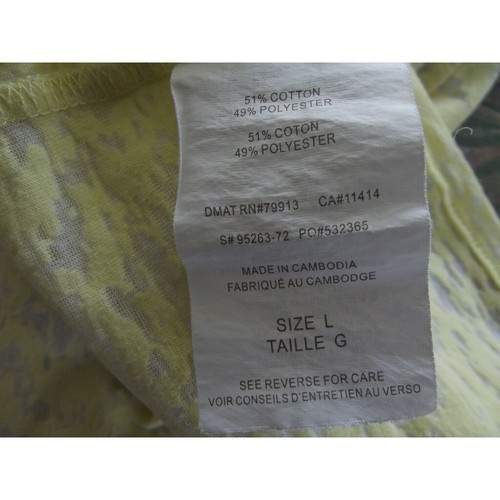 51% COTTON
49% POLYESTER
51% COTON
49% POLYESTER
DMAT RN#79913 CA#11414
S# 95263-72 PO#532365
MADE IN CAMBODIA
FABRIQUÉ AU CAMBODGE
SIZE L
TAILLE G
SEE REVERSE FOR CARE
VOIR CONSEILS D'ENTRETIEN AU VERSO